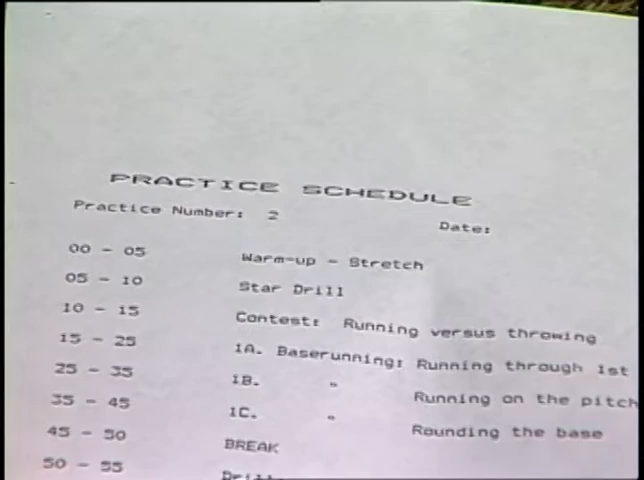 PRACTICE SCHEDULE
Practice Number: 2 Date:
00 - 05 Warm-up - Stretch
05 - 10 Star Drill
10 - 15 Contest: Running versus throwing
15 - 25 1A. Baserunning: Running through 1st
25 - 35 1B. " Running on the pitch
35 - 45 1C. " Rounding the base
45 - 50 BREAK
50 - 55